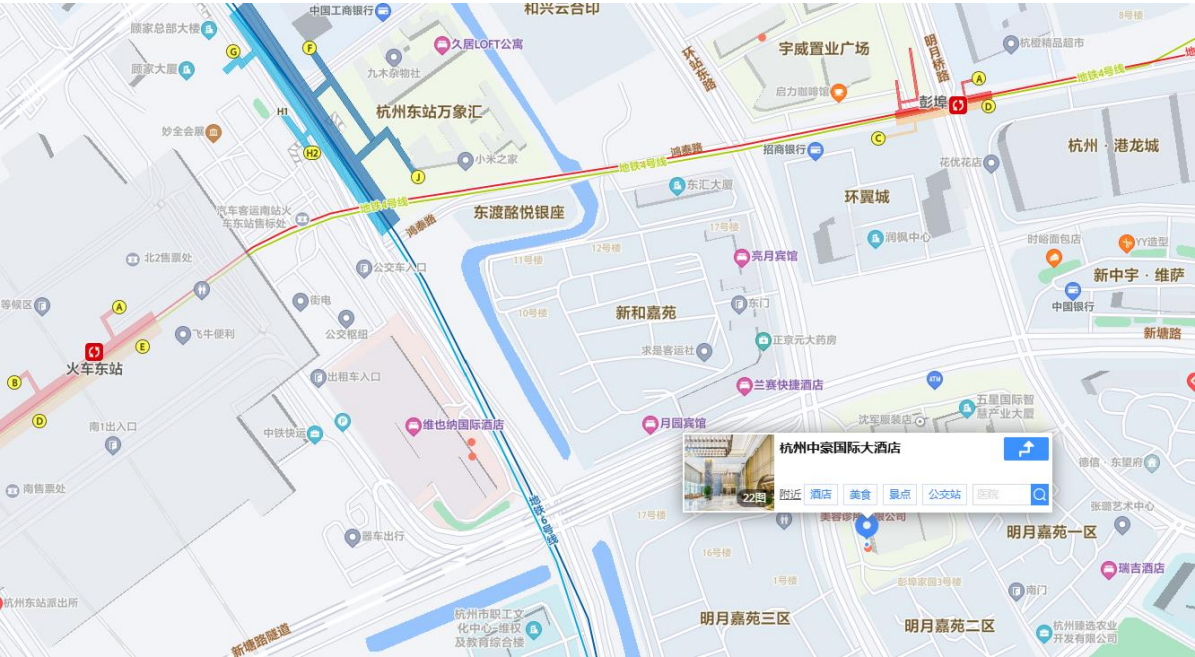 中国工商银行
和兴云合印
8号楼
顾家总部大楼
G
F
久居LOFT公寓
环站东路
宇威置业广场
明月桥路
杭橙精品超市
顾家大厦
九木杂物社
启力咖啡馆
地铁4号线
A
彭埠
D
H1
杭州东站万象汇
妙全会展
H2
小米之家
J
鸿泰路
招商银行
C
杭州·港龙城
花优花店
地铁4号线
地铁4号线
东汇大厦
环翼城
汽车客运南站火
车东站售标处
鸿泰路
东渡酩悦银座
12号楼
润枫中心
时峪面包店
YY造型
北2售票处
公交车入口
11号楼
12号楼
亮月宾馆
新中宇·维萨
等候区
A
街电
10号楼
新和嘉苑
东门
中国银行
飞牛便利
公交枢纽
正京元大药房
新塘路
E
火车东站
求是客运社
B
出租车入口
兰赛快捷酒店
ATM
D
南1出入口
中铁快运
P
维也纳国际酒店
月园宾馆
沈军服装店
五星国际智
慧产业大厦
杭州中豪国际大酒店
德信·东望府
南售票处
22图
附近
酒店
美食
景点
公交站
医院
地铁6号线
17号楼
张璐艺术中心
明月嘉苑一区
器车出行
16号楼
瑞吉酒店
1号楼
彭埠家园3号楼
南门
杭州东站派出所
新塘路隧道
杭州市职工文
化中心-维权
及教育综合楼
明月嘉苑三区
明月嘉苑二区
杭州臻选农业
开发有限公司